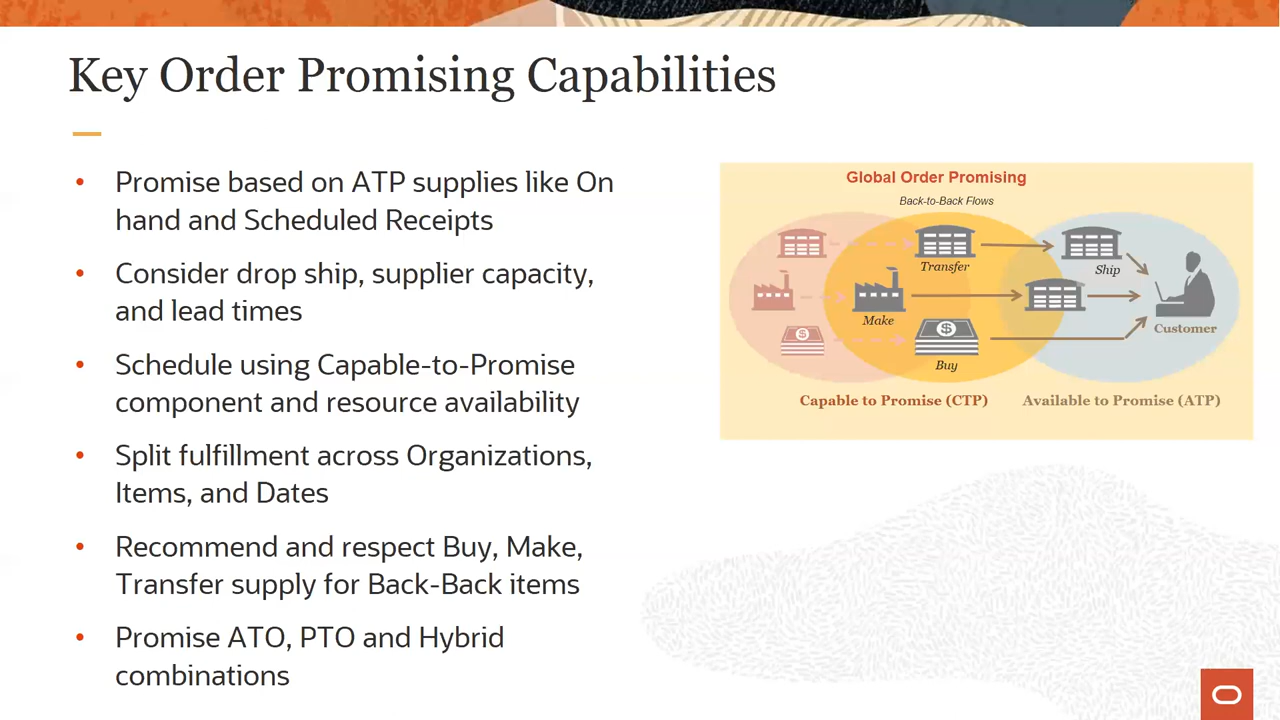 Key Order Promising Capabilities
• Promise based on ATP supplies like On
hand and Scheduled Receipts
• Consider drop ship, supplier capacity,
and lead times
• Schedule using Capable-to-Promise
component and resource availability
• Split fulfillment across Organizations,
Items, and Dates
• Recommend and respect Buy, Make,
Transfer supply for Back-Back items
• Promise ATO, PTO and Hybrid
combinations
Global Order Promising
Back-to-Back Flows
Transfer
Ship
Make
$
$
Customer
Buy
Capable to Promise (CTP)
Available to Promise (ATP)